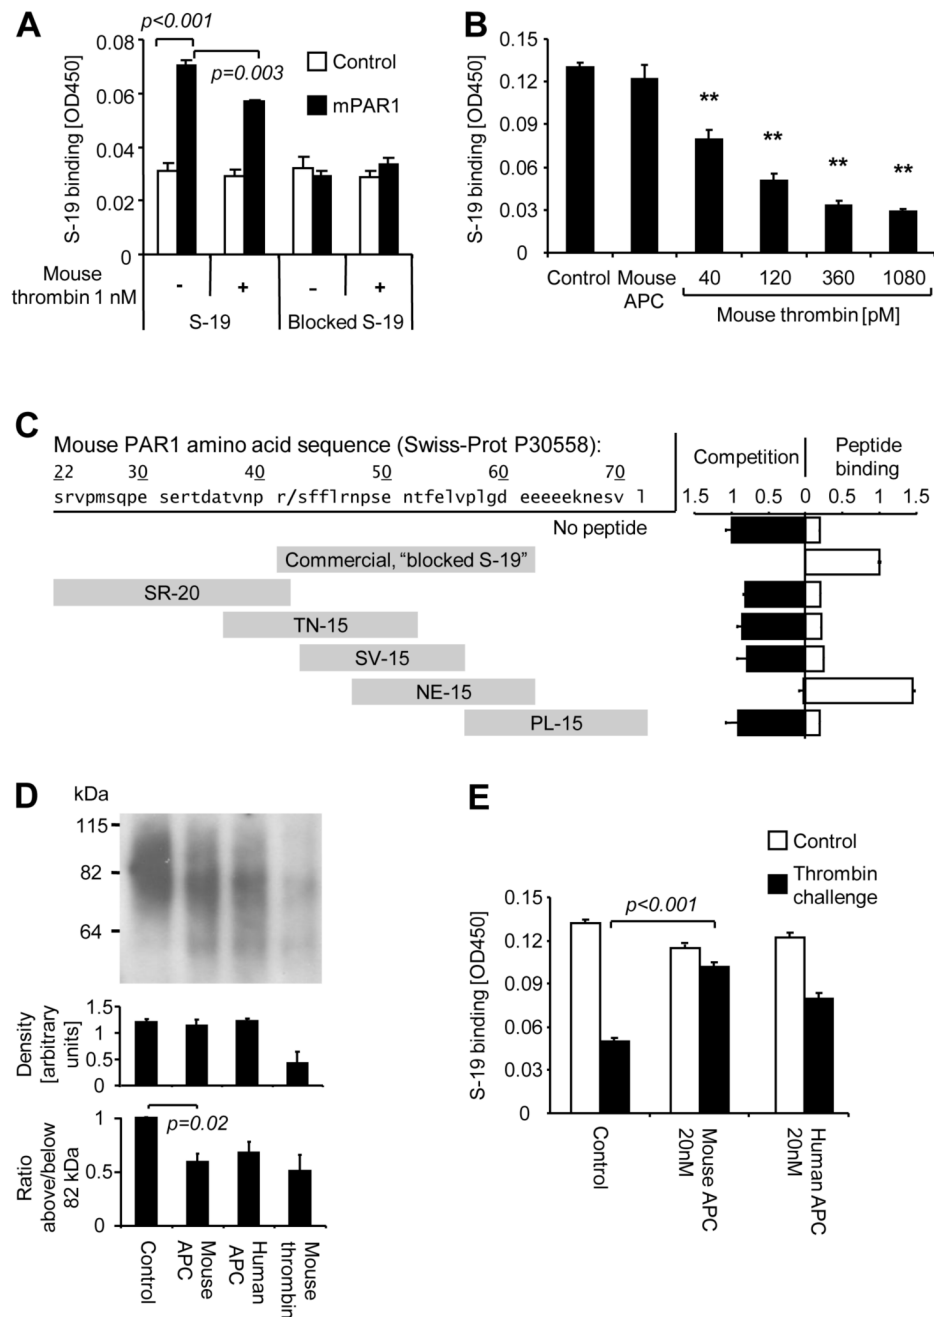 A
p<0.001
0.08
0.06
0.04
0.02
0
S-19 binding [OD450]
p=0.003
Control
mPAR1
Mouse
thrombin 1 nM
- + – +
S-19 Blocked S-19
B
0.15
0.12
0.09
0.06
0.03
0
S-19 binding [OD450]
** ** ** **
Control Mouse APC 40 120 360 1080
Mouse thrombin [pM]
C
Mouse PAR1 amino acid sequence (Swiss-Prot P30558):
22 30 40 50 60 70
srvpmsqpe sertdatvnp r/sfflrnpse ntfelvplgd eeeeeknesv l
Competition Peptide binding
1.5 1 0.5 0 0.5 1 1.5
No peptide
Commercial, “blocked S-19”
SR-20
TN-15
SV-15
NE-15
PL-15
D
kDa
115
82
64
Density
[arbitrary
units]
1.5
1
0.5
0
Ratio
above/below
82 kDa
1
0.5
0
p=0.02
Control
Mouse
APC
Human
APC
Mouse
thrombin
E
Control
Thrombin
challenge
p<0.001
0.15
0.12
0.09
0.06
0.03
0
S-19 binding [OD450]
Control
Mouse APC
20nM
Human APC
20nM